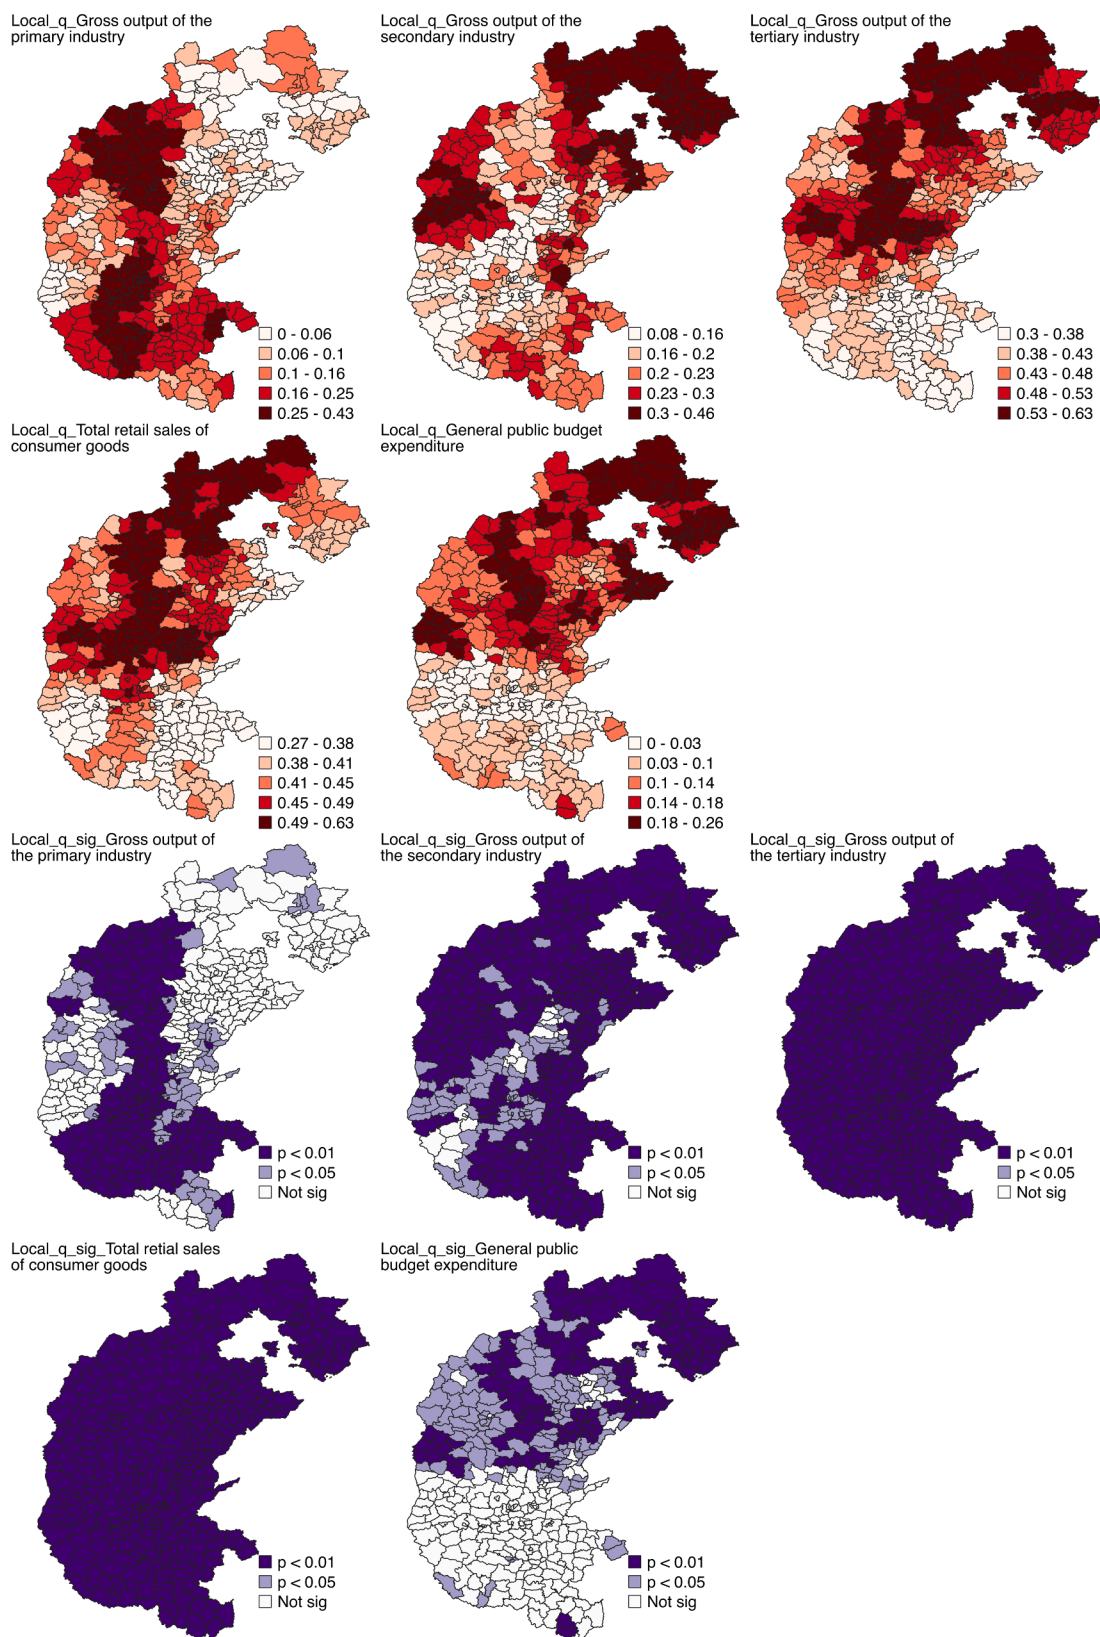 Local_q_Gross output of the
primary industry
0 - 0.06
0.06 - 0.1
0.1 - 0.16
0.16 - 0.25
0.25 - 0.43
Local_q_Gross output of the
secondary industry
0.08 - 0.16
0.16 - 0.2
0.2 - 0.23
0.23 - 0.3
0.3 - 0.46
Local_q_Gross output of the
tertiary industry
0.3 - 0.38
0.38 - 0.43
0.43 - 0.48
0.48 - 0.53
0.53 - 0.63
Local_q_Total retail sales of
consumer goods
0.27 - 0.38
0.38 - 0.41
0.41 - 0.45
0.45 - 0.49
0.49 - 0.63
Local_q_General public budget
expenditure
0 - 0.03
0.03 - 0.1
0.1 - 0.14
0.14 - 0.18
0.18 - 0.26
Local_q_sig_Gross output of
the primary industry
p < 0.01
p < 0.05
Not sig
Local_q_sig_Gross output of
the secondary industry
p < 0.01
p < 0.05
Not sig
Local_q_sig_Gross output of
the tertiary industry
p < 0.01
p < 0.05
Not sig
Local_q_sig_Total retial sales
of consumer goods
p < 0.01
p < 0.05
Not sig
Local_q_sig_General public
budget expenditure
p < 0.01
p < 0.05
Not sig